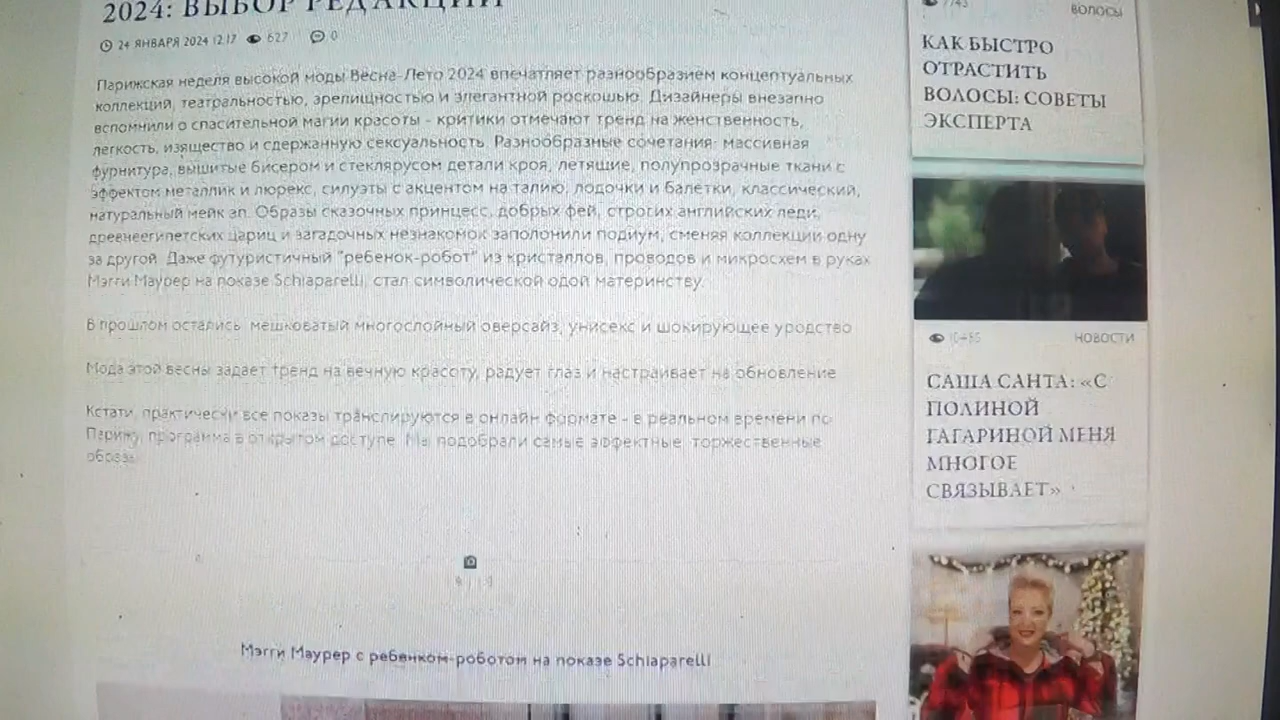 2024: ВЫБОР РЕДАКЦИИ
24 ЯНВАРЯ 2024 12:17 627 0
Парижская неделя высокой моды Весна-Лето 2024 впечатляет разнообразием концептуальных
коллекций, театральностью, зрелищностью и элегантной роскошью. Дизайнеры внезапно
вспомнили о спасительной магии красоты - критики отмечают тренд на женственность,
легкость, изящество и сдержанную сексуальность. Разнообразные сочетания: массивная
фурнитура, вышитые бисером и стеклярусом детали кроя, летящие, полупрозрачные ткани с
эффектом металлик и люрекс, силуэты с акцентом на талию, лодочки и балетки, классический,
натуральный мейк ап. Образы сказочных принцесс, добрых фей, строгих английских леди,
древнеегипетских цариц и загадочных незнакомок заполонили подиум, сменяя коллекции одну
за другой. Даже футуристичный "ребенок-робот" из кристаллов, проводов и микросхем в руках
Мэгги Маурер на показе Schiaparelli, стал символической одой материнству.
В прошлом остались мешковатый многослойный оверсайз, унисекс и шокирующее уродство
Мода этой весны задает тренд на вечную красоту, радует глаз и настраивает на обновление
Кстати, практически все показы транслируются в онлайн формате - в реальном времени по
Парижу, программа в открытом доступе. Мы подобрали самые эффектные, торжественные
образы
Мэгги Маурер с ребенком-роботом на показе Schiaparelli
7745 ВОЛОСЫ
КАК БЫСТРО
ОТРАСТИТЬ
ВОЛОСЫ: СОВЕТЫ
ЭКСПЕРТА
НОВОСТИ
САША САНТА: «С
ПОЛИНОЙ
ГАГАРИНОЙ МЕНЯ
МНОГОЕ
СВЯЗЫВАЕТ»